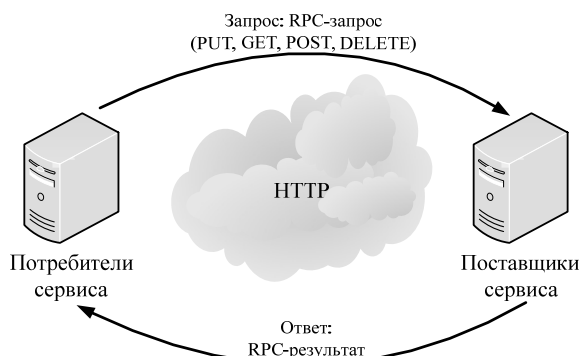 Запрос: RPC-запрос
(PUT, GET, POST, DELETE)
HTTP
Потребители
сервиса
Поставщики
сервиса
Ответ:
RPC-результат